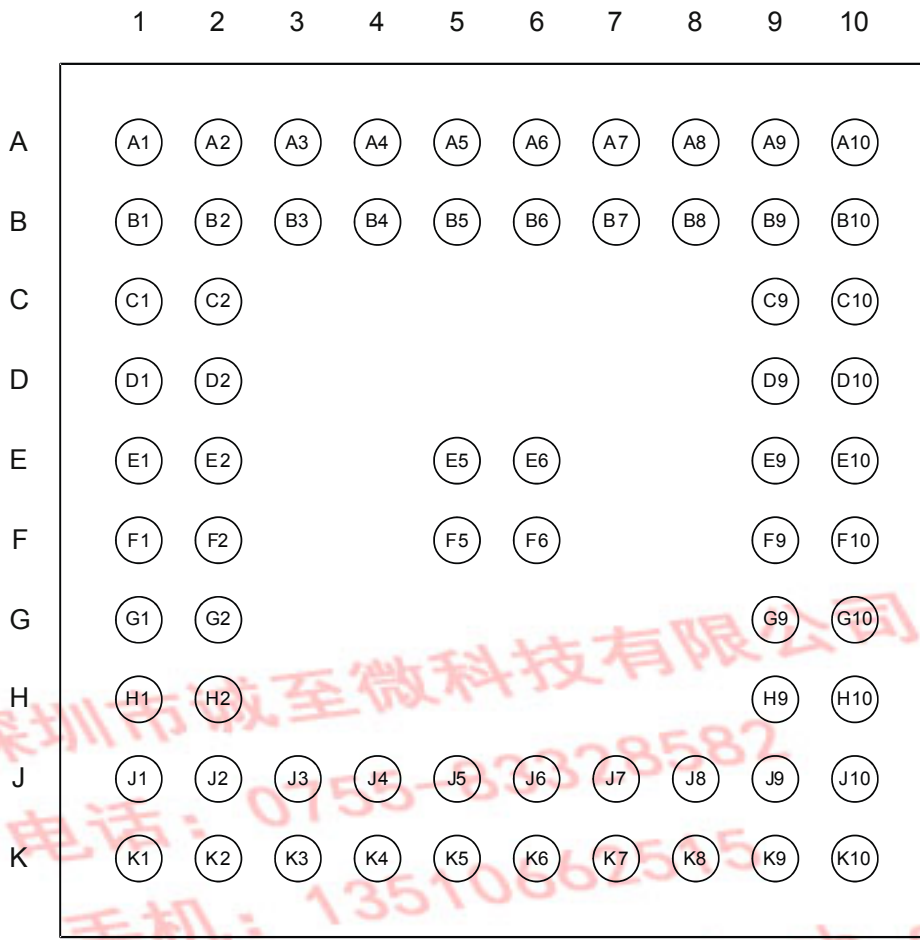 1 2 3 4 5 6 7 8 9 10
A A1 A2 A3 A4 A5 A6 A7 A8 A9 A10
B B1 B2 B3 B4 B5 B6 B7 B8 B9 B10
C C1 C2 C9 C10
D D1 D2 D9 D10
E E1 E2 E5 E6 E9 E10
F F1 F2 F5 F6 F9 F10
G G1 G2 G9 G10
H H1 H2 H9 H10
J J1 J2 J3 J4 J5 J6 J7 J8 J9 J10
K K1 K2 K3 K4 K5 K6 K7 K8 K9 K10
深圳市诚至微科技有限公司
电话：0755-83328582
手机：13510662515